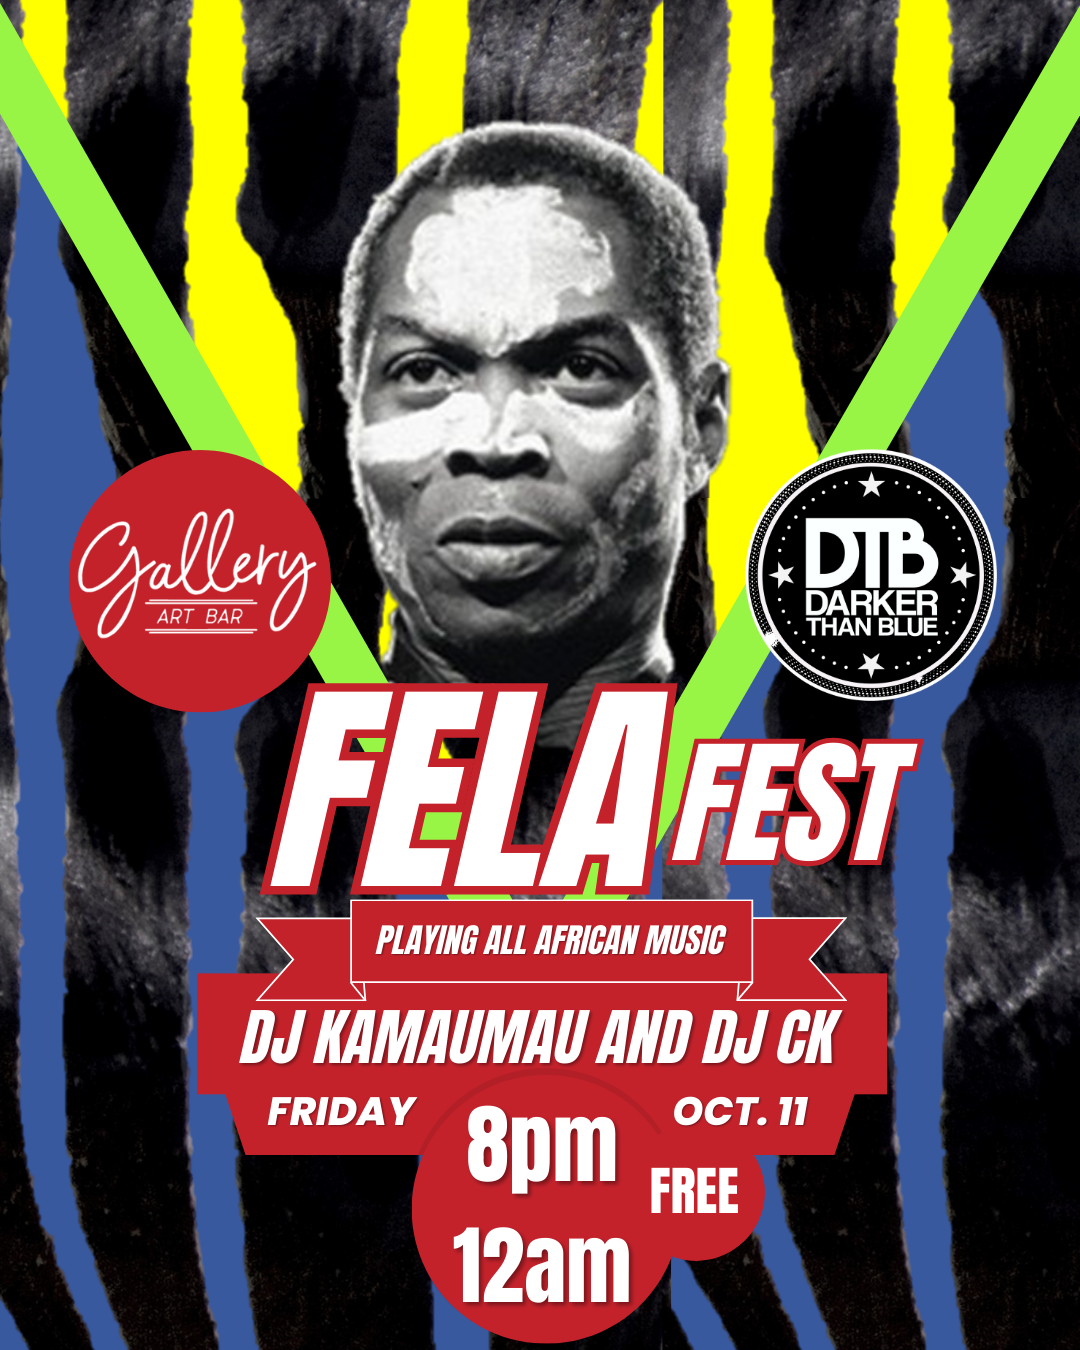 Gallery
ART BAR
DTB
DARKER
THAN BLUE
FELA FEST
PLAYING ALL AFRICAN MUSIC
DJ KAMAUMAU AND DJ CK
FRIDAY
OCT. 11
8pm
12am
FREE